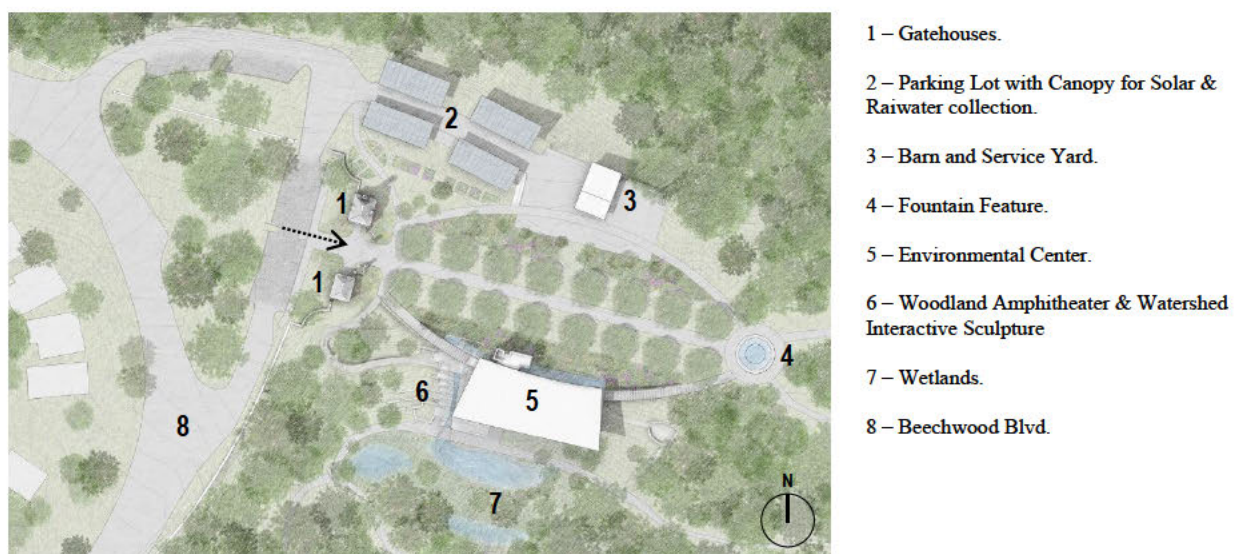 1 – Gatehouses.
2 – Parking Lot with Canopy for Solar &
Raiwater collection.
3 – Barn and Service Yard.
4 – Fountain Feature.
5 – Environmental Center.
6 – Woodland Amphitheater & Watershed
Interactive Sculpture
7 – Wetlands.
8 – Beechwood Blvd.
2
1
3
1
4
6
5
8
7
N